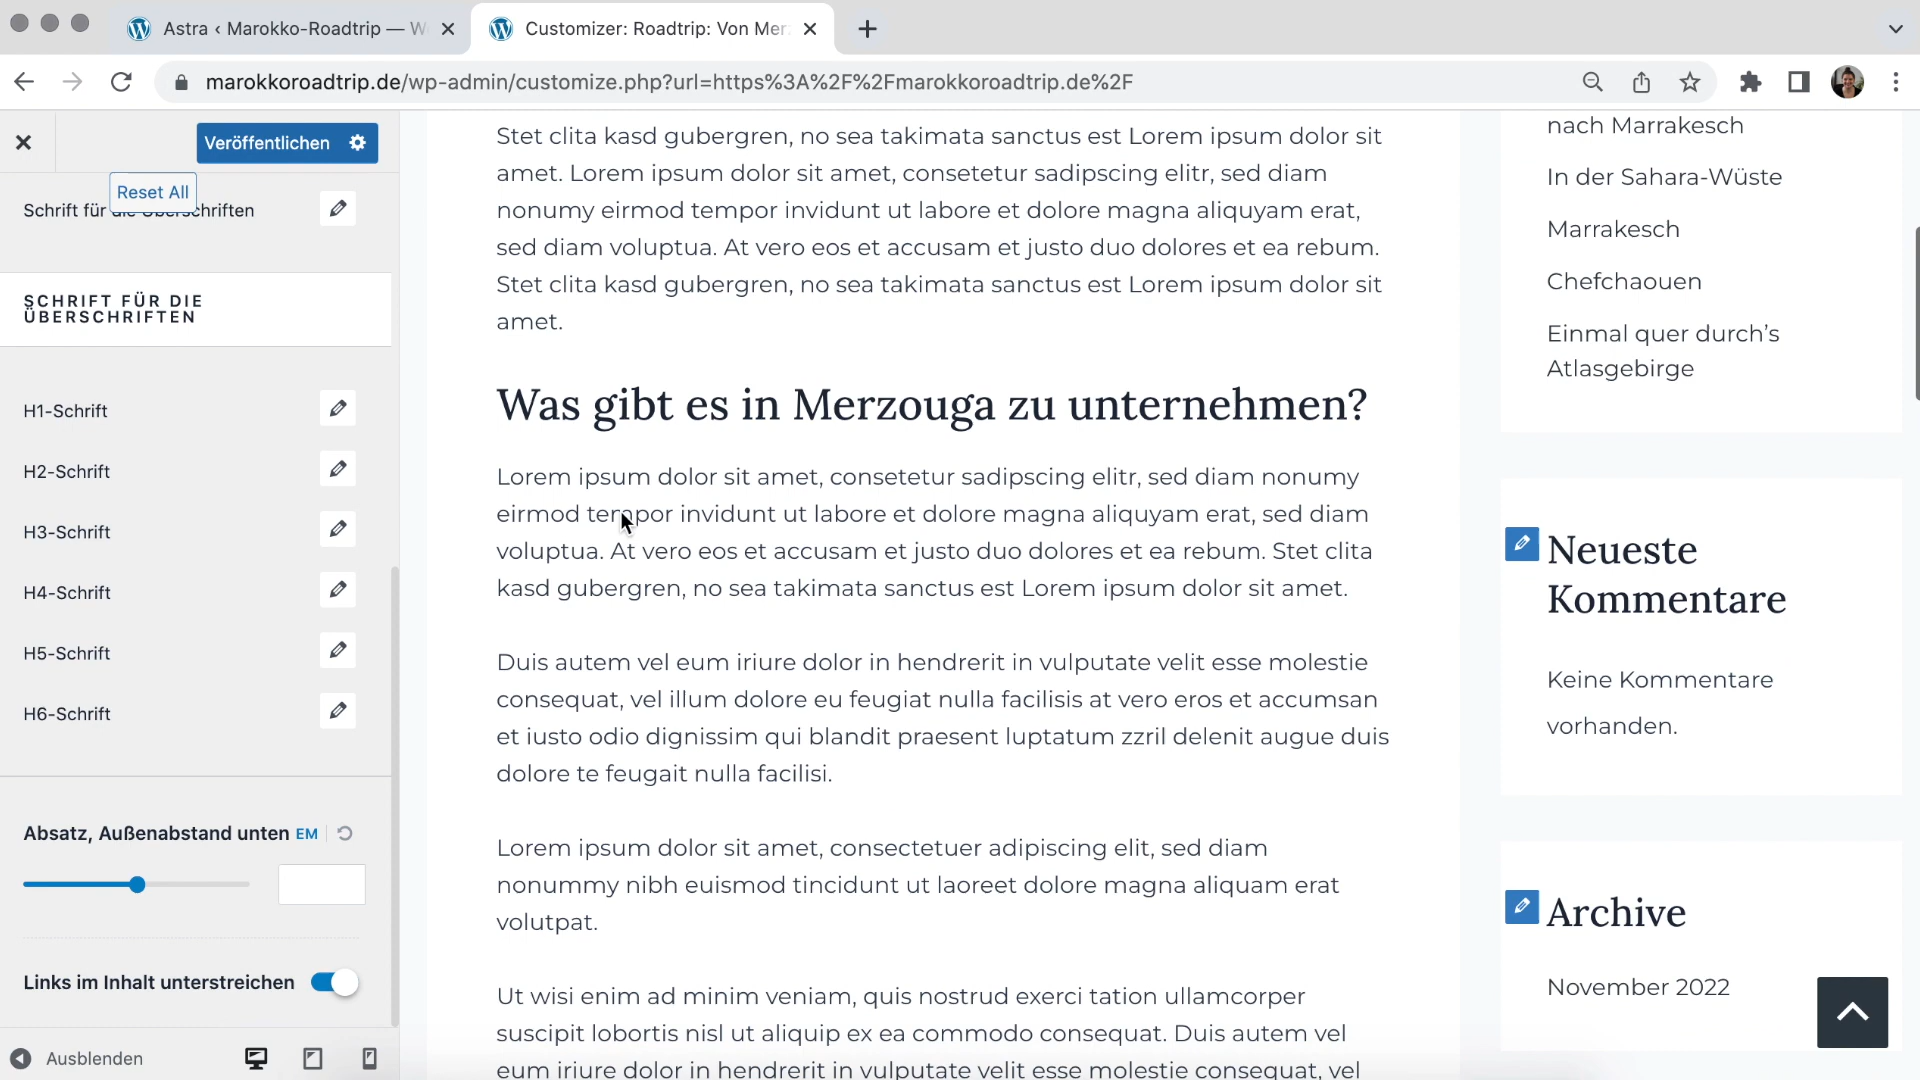 Astra ‹ Marokko-Roadtrip — W
Customizer: Roadtrip: Von Mer
marokkoroadtrip.de/wp-admin/customize.php?url=https%3A%2F%2Fmarokkoroadtrip.de%2F
Veröffentlichen
Reset All
Schrift für die Überschriften
SCHRIFT FÜR DIE
ÜBERSCHRIFTEN
H1-Schrift
H2-Schrift
H3-Schrift
H4-Schrift
H5-Schrift
H6-Schrift
Absatz, Außenabstand unten EM
Links im Inhalt unterstreichen
Ausblenden
Stet clita kasd gubergren, no sea takimata sanctus est Lorem ipsum dolor sit
amet. Lorem ipsum dolor sit amet, consetetur sadipscing elitr, sed diam
nonumy eirmod tempor invidunt ut labore et dolore magna aliquyam erat,
sed diam voluptua. At vero eos et accusam et justo duo dolores et ea rebum.
Stet clita kasd gubergren, no sea takimata sanctus est Lorem ipsum dolor sit
amet.
Was gibt es in Merzouga zu unternehmen?
Lorem ipsum dolor sit amet, consetetur sadipscing elitr, sed diam nonumy
eirmod tempor invidunt ut labore et dolore magna aliquyam erat, sed diam
voluptua. At vero eos et accusam et justo duo dolores et ea rebum. Stet clita
kasd gubergren, no sea takimata sanctus est Lorem ipsum dolor sit amet.
Duis autem vel eum iriure dolor in hendrerit in vulputate velit esse molestie
consequat, vel illum dolore eu feugiat nulla facilisis at vero eros et accumsan
et iusto odio dignissim qui blandit praesent luptatum zzril delenit augue duis
dolore te feugait nulla facilisi.
Lorem ipsum dolor sit amet, consectetuer adipiscing elit, sed diam
nonummy nibh euismod tincidunt ut laoreet dolore magna aliquam erat
volutpat.
Ut wisi enim ad minim veniam, quis nostrud exerci tation ullamcorper
suscipit lobortis nisl ut aliquip ex ea commodo consequat. Duis autem vel
eum iriure dolor in hendrerit in vulputate velit esse molestie consequat, vel
nach Marrakesch
In der Sahara-Wüste
Marrakesch
Chefchaouen
Einmal quer durch’s
Atlasgebirge
Neueste
Kommentare
Keine Kommentare
vorhanden.
Archive
November 2022